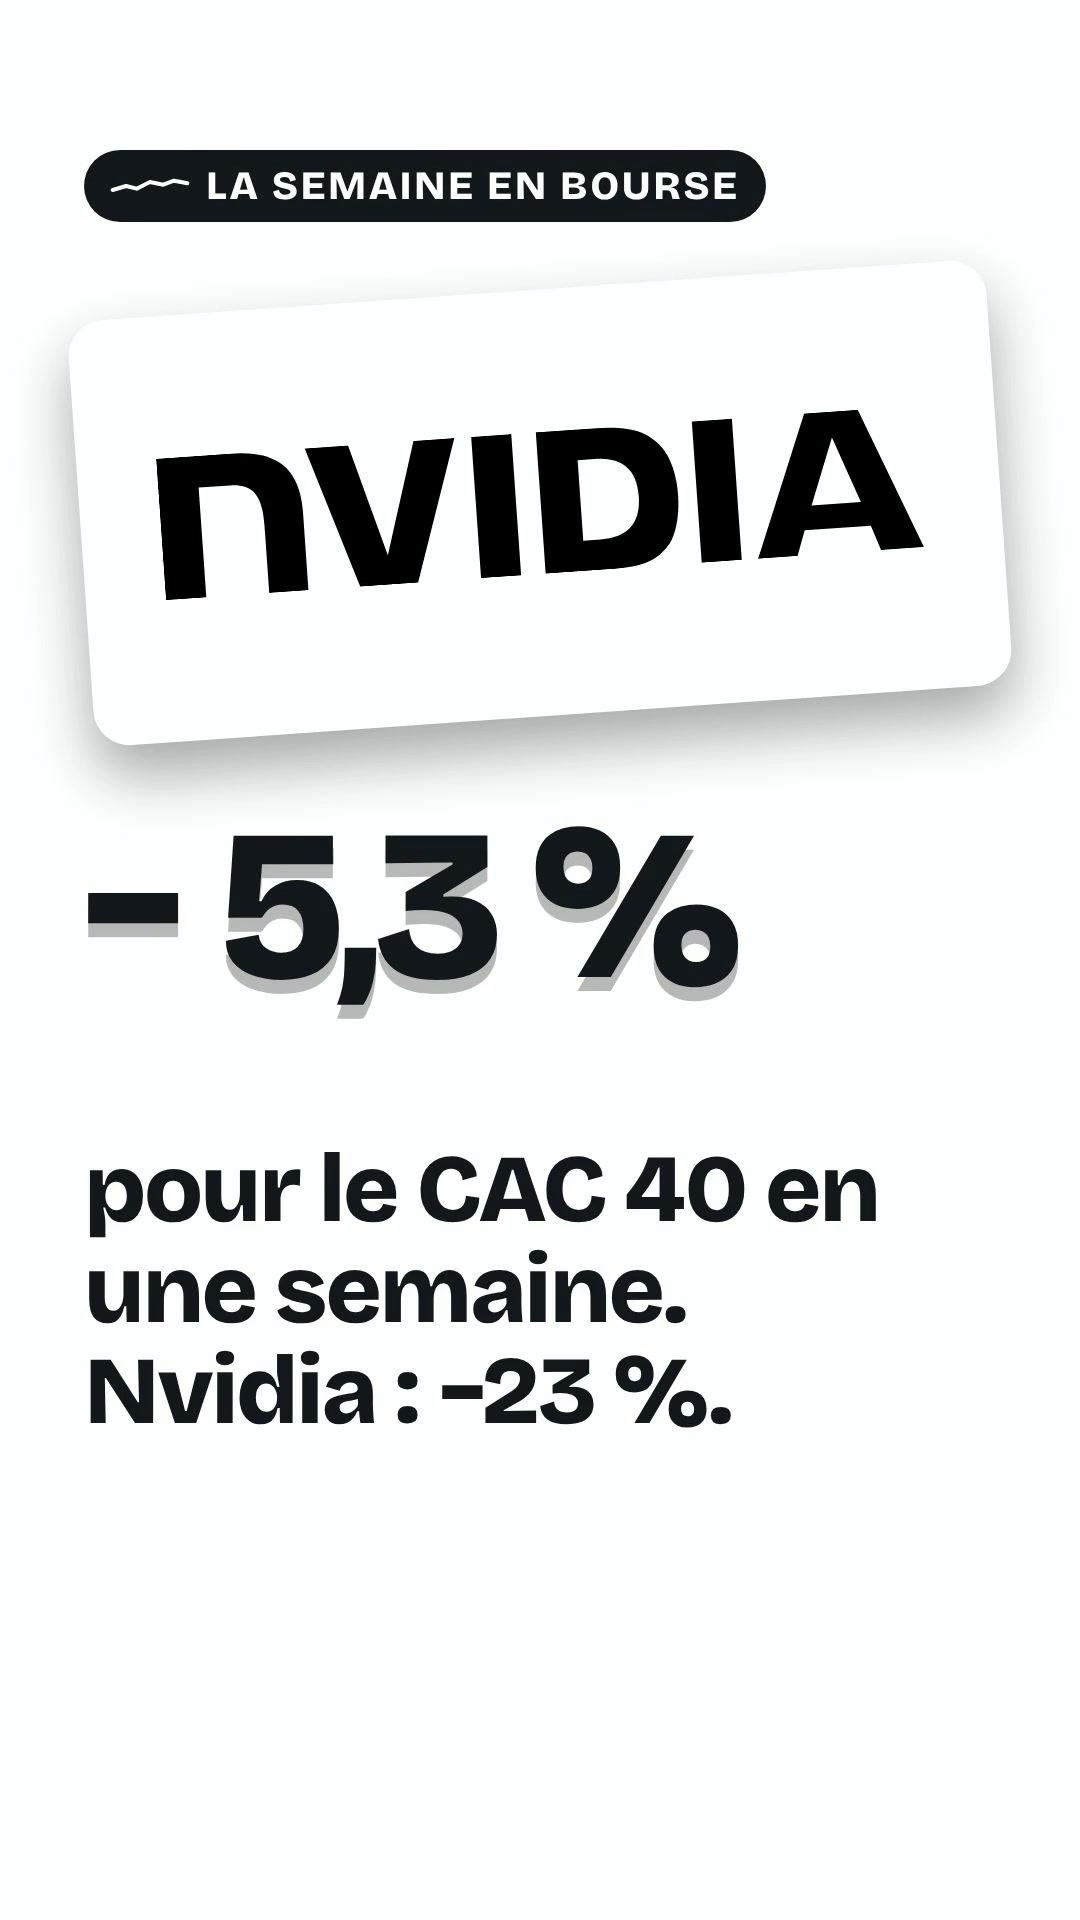 LA SEMAINE EN BOURSE
NVIDIA
– 5,3 %
pour le CAC 40 en
une semaine.
Nvidia : –23 %.